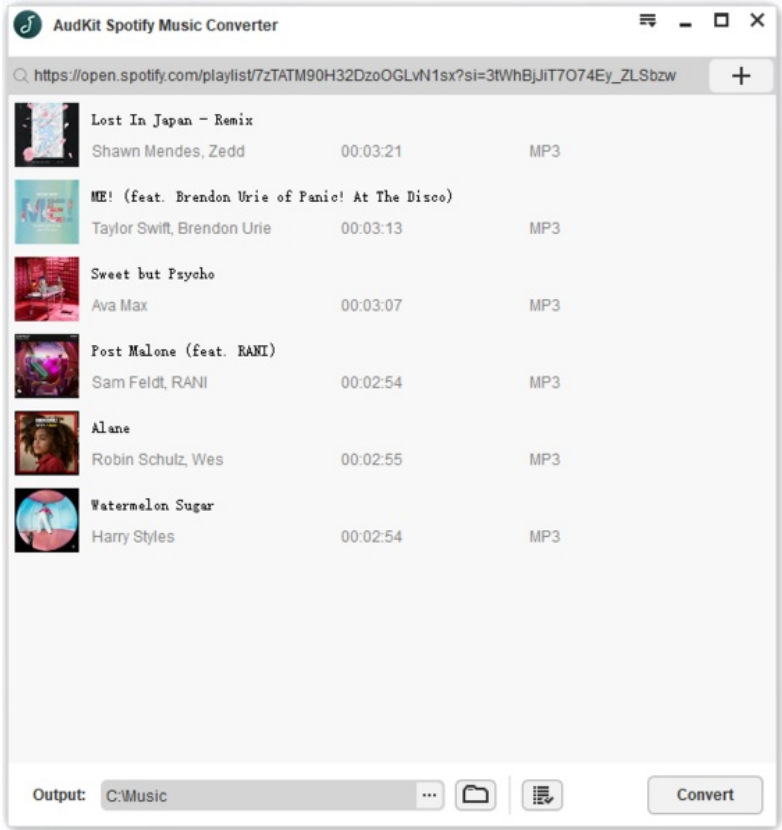 AudKit Spotify Music Converter
https://open.spotify.com/playlist/7zTATM90H32DzoOGLvN1sx?si=3tWhBjJiT7O74Ey_ZLSbzw
Lost In Japan - Remix
Shawn Mendes, Zedd 00:03:21 MP3
ME! (feat. Brendon Urie of Panic! At The Disco)
Taylor Swift, Brendon Urie 00:03:13 MP3
ME!
Sweet but Psycho
Ava Max 00:03:07 MP3
Post Malone (feat. RANI)
Sam Feldt, RANI 00:02:54 MP3
Alane
Robin Schulz, Wes 00:02:55 MP3
Watermelon Sugar
Harry Styles 00:02:54 MP3
Output: C:\Music ... Convert